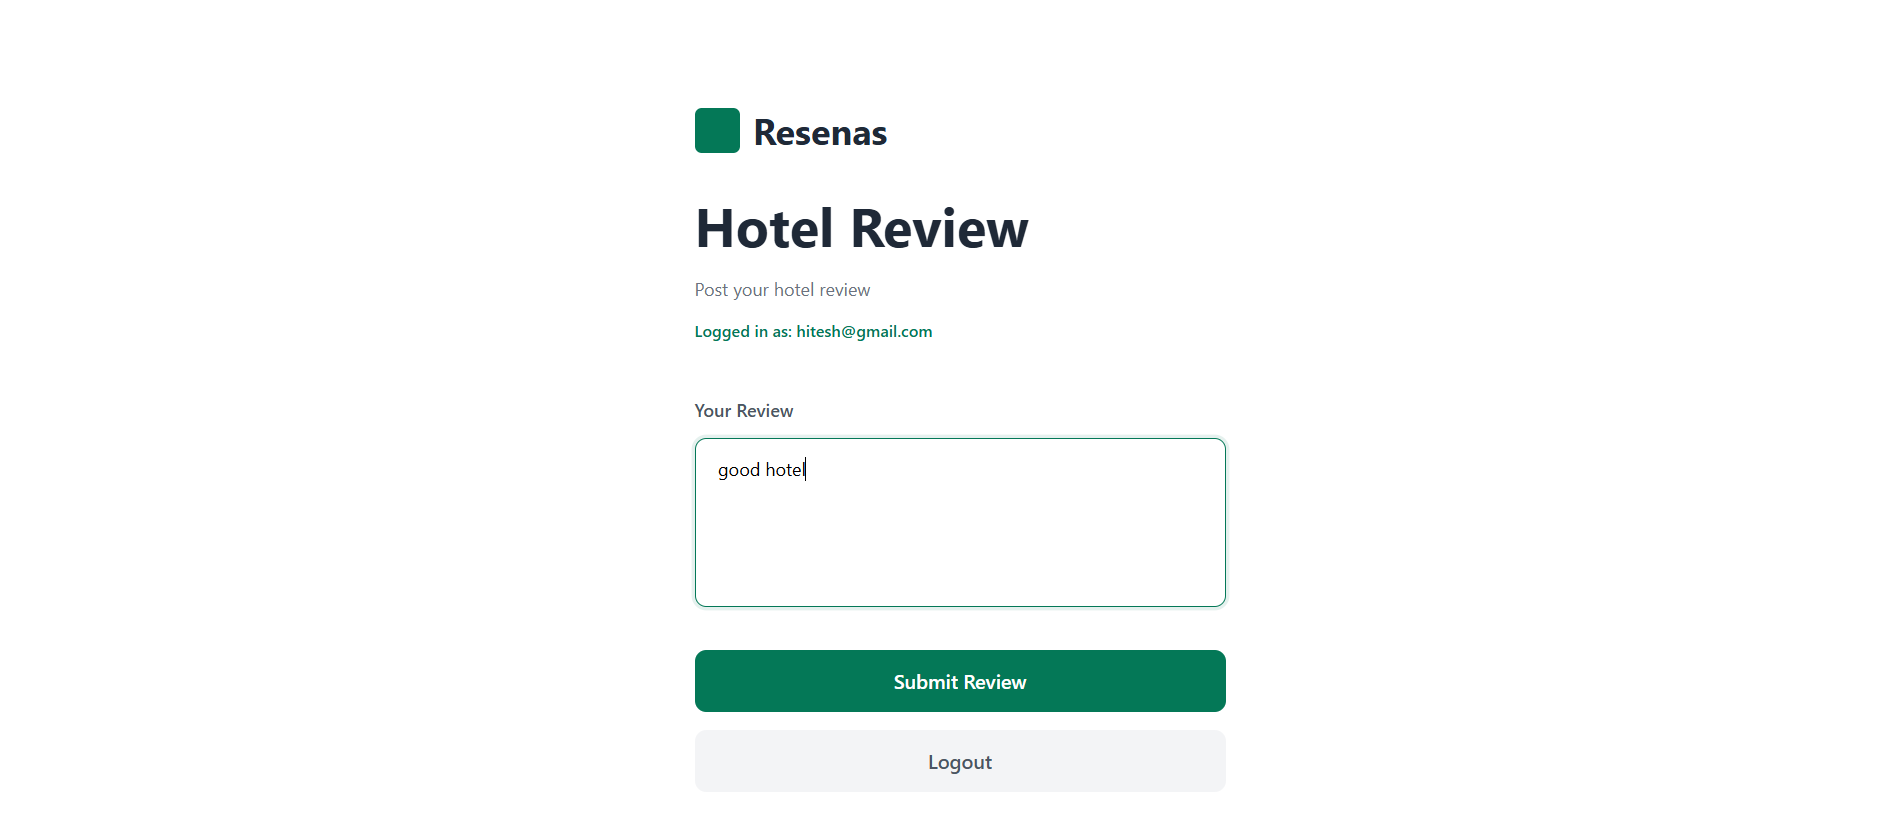 Resenas
Hotel Review
Post your hotel review
Logged in as: hitesh@gmail.com
Your Review
good hotel
Submit Review
Logout